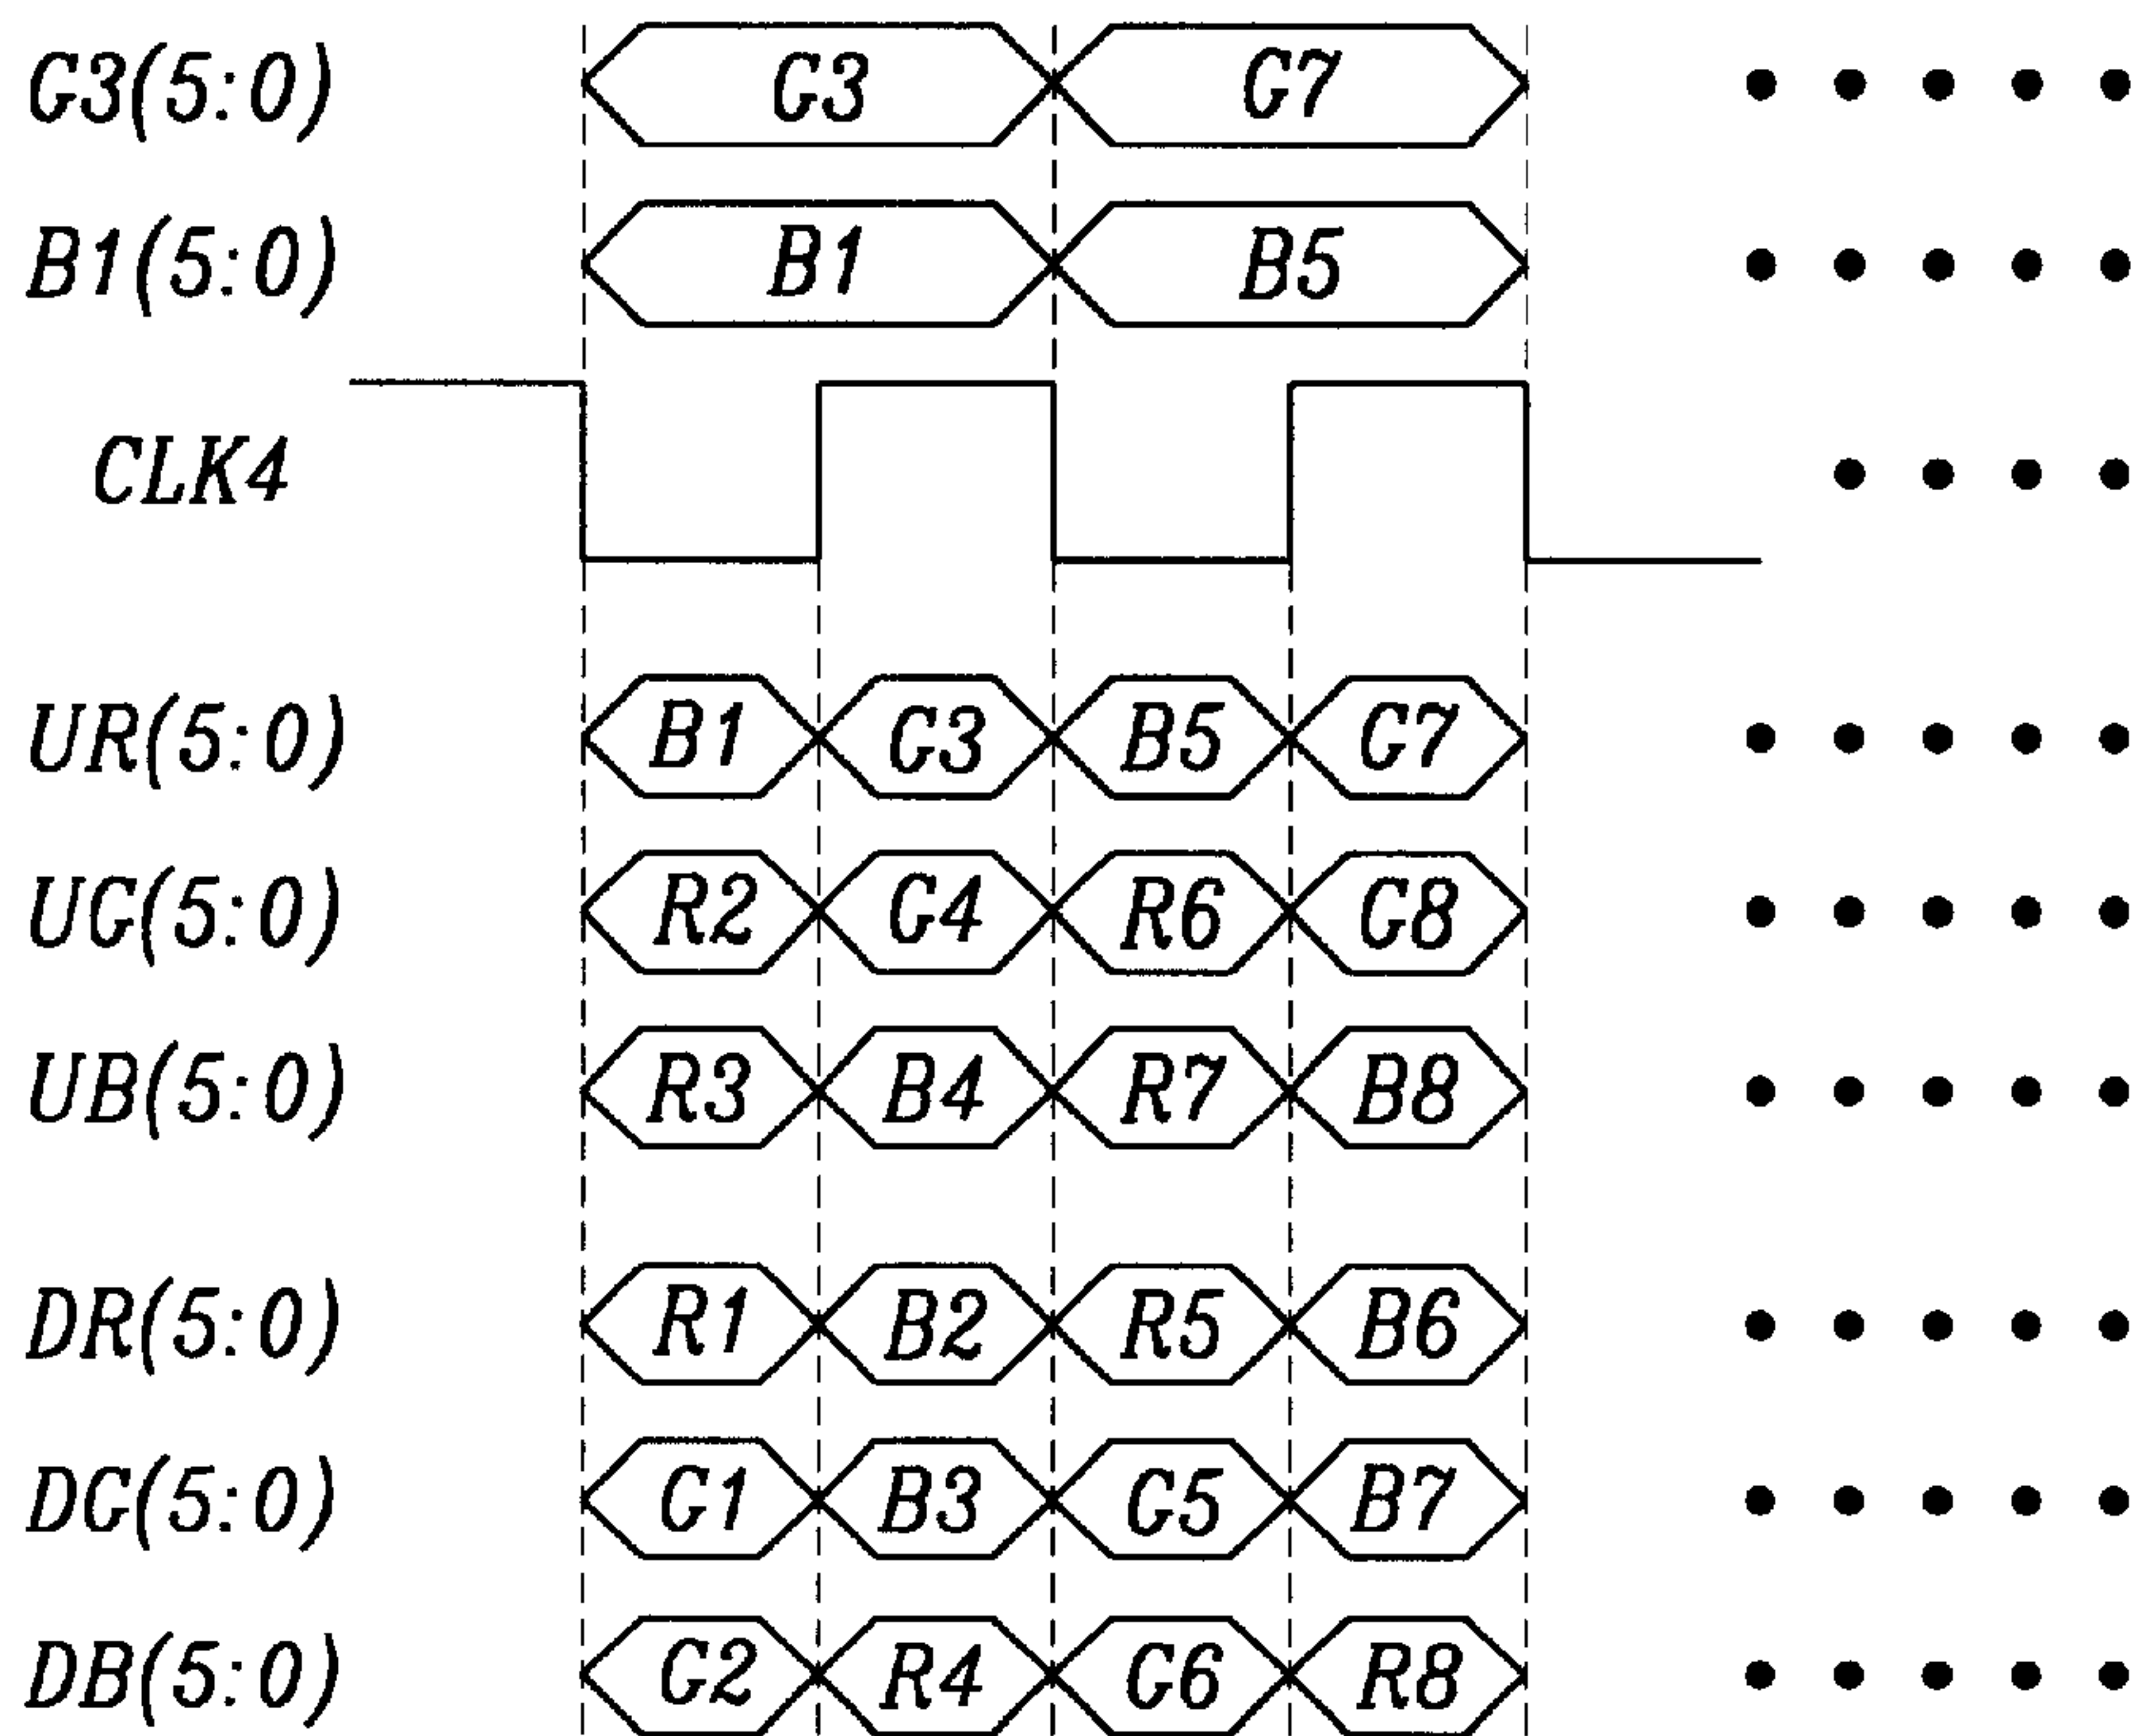 G3(5:0) G3 G7
B1(5:0) B1 B5
CLK4
UR(5:0) B1 G3 B5 G7
UG(5:0) R2 G4 R6 G8
UB(5:0) R3 B4 R7 B8
DR(5:0) R1 B2 R5 B6
DG(5:0) G1 B3 G5 B7
DB(5:0) G2 R4 G6 R8